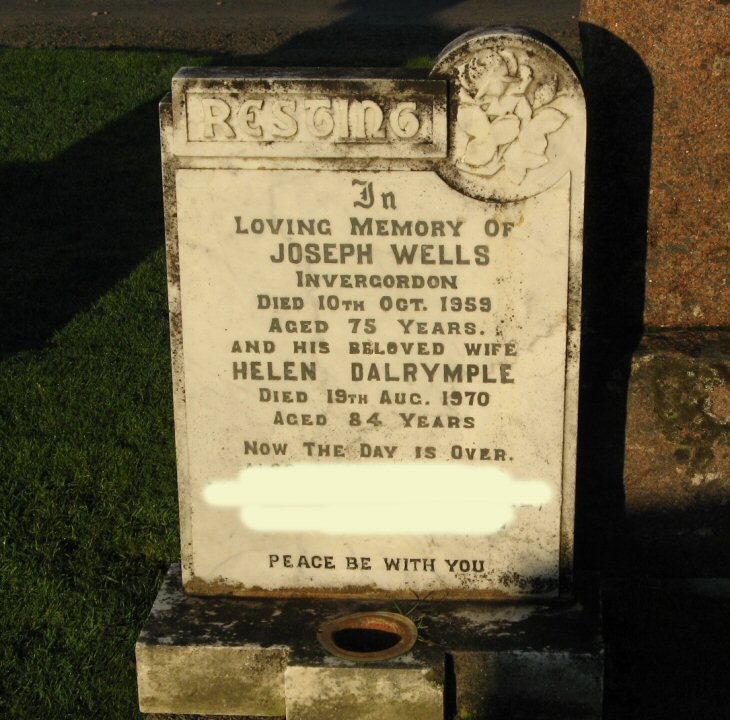 RESTING
In
LOVING MEMORY OF
JOSEPH WELLS
INVERGORDON
DIED 10TH OCT. 1959
AGED 75 YEARS.
AND HIS BELOVED WIFE
HELEN DALRYMPLE
DIED 19TH AUG. 1970
AGED 84 YEARS
NOW THE DAY IS OVER.
PEACE BE WITH YOU